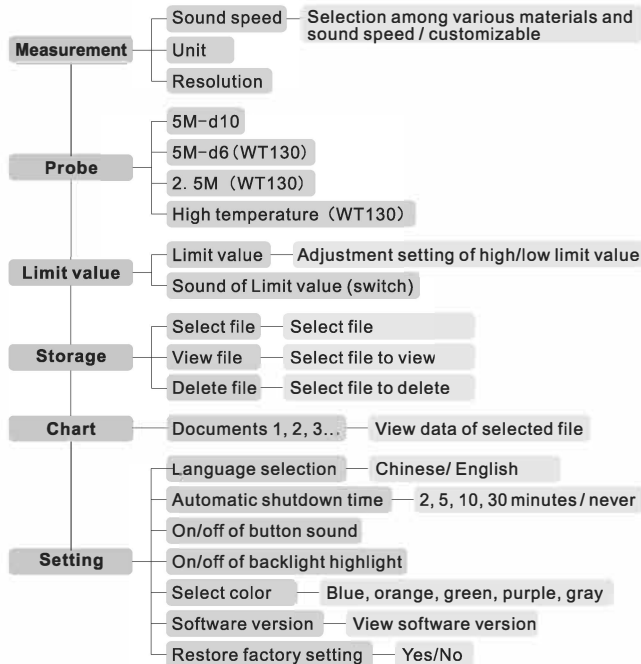 Measurement
Sound speed
Selection among various materials and
sound speed / customizable
Unit
Resolution
Probe
5M-d10
5M-d6 (WT130)
2. 5M (WT130)
High temperature (WT130)
Limit value
Limit value
Adjustment setting of high/low limit value
Sound of Limit value (switch)
Storage
Select file
Select file
View file
Select file to view
Delete file
Select file to delete
Chart
Documents 1, 2, 3...
View data of selected file
Setting
Language selection
Chinese/ English
Automatic shutdown time
2, 5, 10, 30 minutes / never
On/off of button sound
On/off of backlight highlight
Select color
Blue, orange, green, purple, gray
Software version
View software version
Restore factory setting
Yes/No